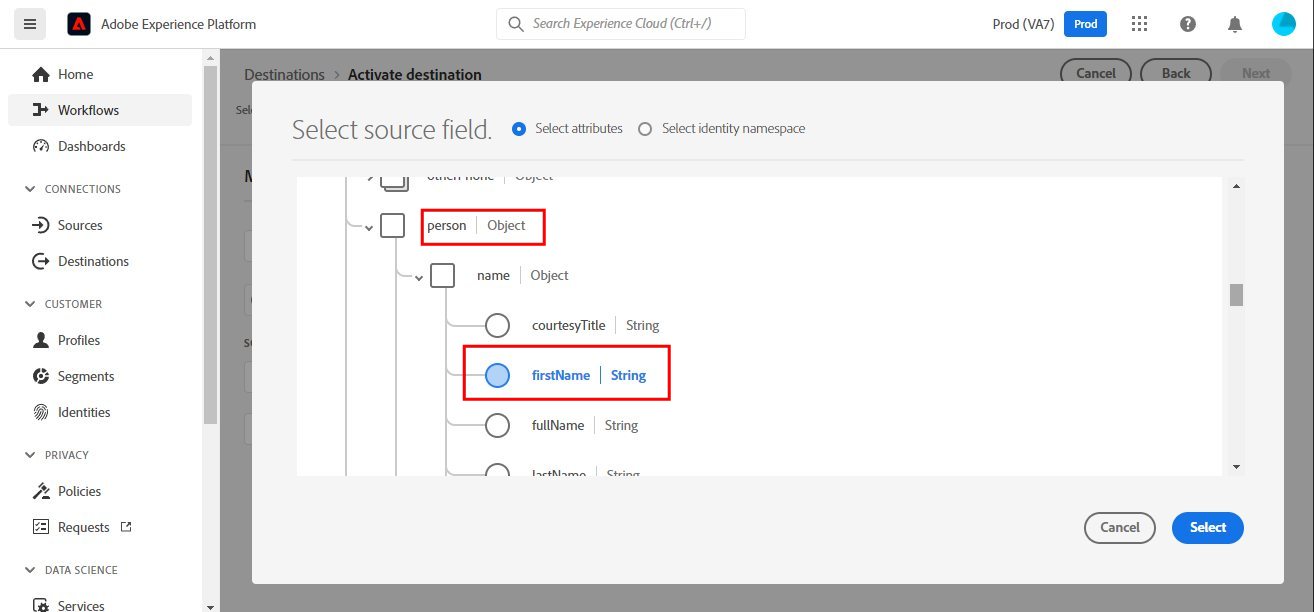 Adobe Experience Platform
Search Experience Cloud (Ctrl+/)
Prod (VA7)
Prod
Home
Workflows
Dashboards
CONNECTIONS
Sources
Destinations
CUSTOMER
Profiles
Segments
Identities
PRIVACY
Policies
Requests
DATA SCIENCE
Services
Destinations > Activate destination
Cancel
Back
Next
Select source field.
Select attributes
Select identity namespace
Object
person | Object
name | Object
courtesyTitle | String
firstName | String
fullName | String
lastName | String
Cancel
Select